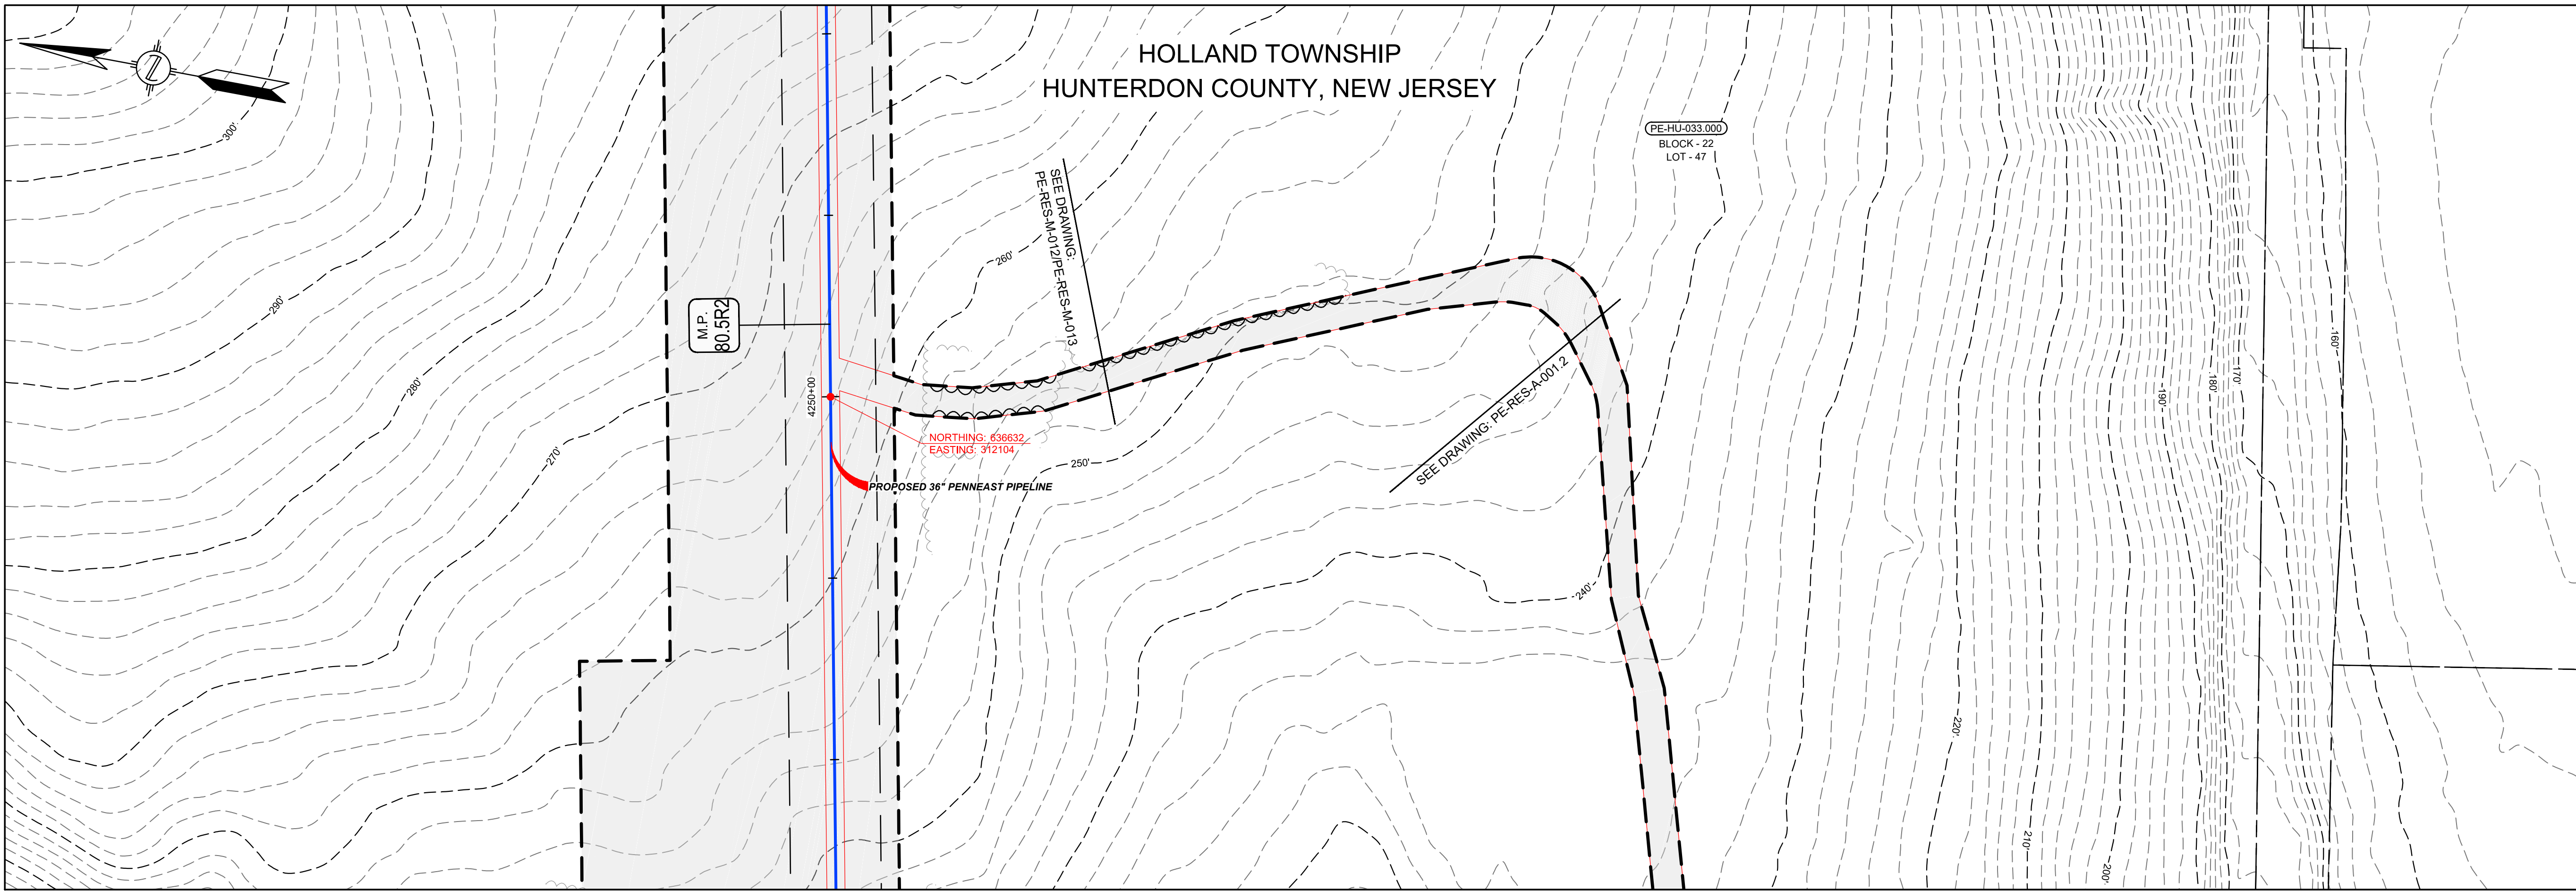 HOLLAND TOWNSHIP
HUNTERDON COUNTY, NEW JERSEY
PE-HU-033.000
BLOCK - 22
LOT - 47
300'
290'
280'
270'
M.P.
80.5R2
4250+00
NORTHING: 636632
EASTING: 312104
PROPOSED 36" PENNEAST PIPELINE
260'
250'
SEE DRAWING:
PE-RES-M-012/PE-RES-M-013
SEE DRAWING: PE-RES-A-001.2
240'
220'
210'
200'
190'
180'
170'
160'